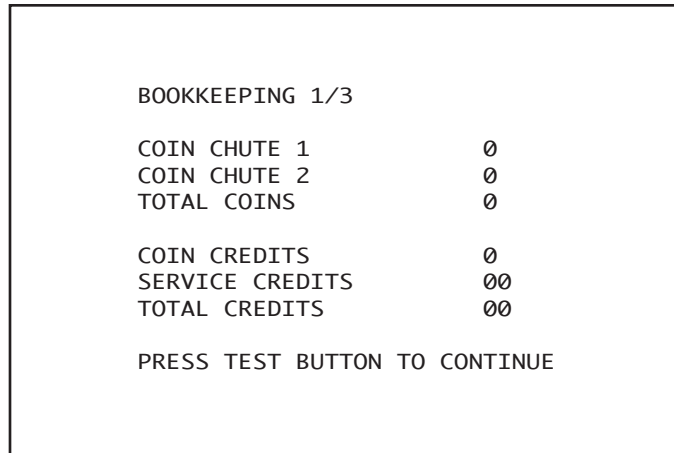 BOOKKEEPING 1/3
COIN CHUTE 1 0
COIN CHUTE 2 0
TOTAL COINS 0
COIN CREDITS 0
SERVICE CREDITS 00
TOTAL CREDITS 00
PRESS TEST BUTTON TO CONTINUE